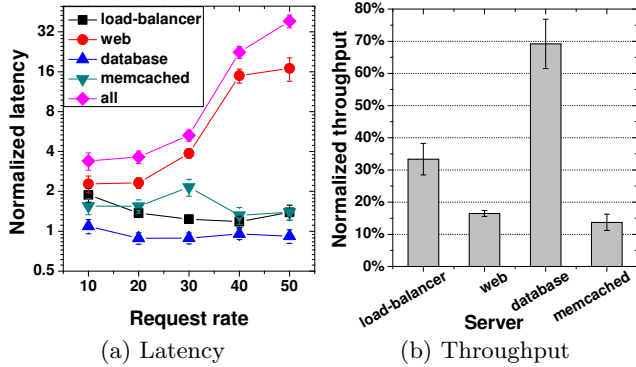 load-balancer
web
database
memcached
all
Normalized latency
32
16
8
4
2
1
0.5
10 20 30 40 50
Request rate
(a) Latency
Normalized throughput
80%
70%
60%
50%
40%
30%
20%
10%
0%
load-balancer web database memcached
Server
(b) Throughput